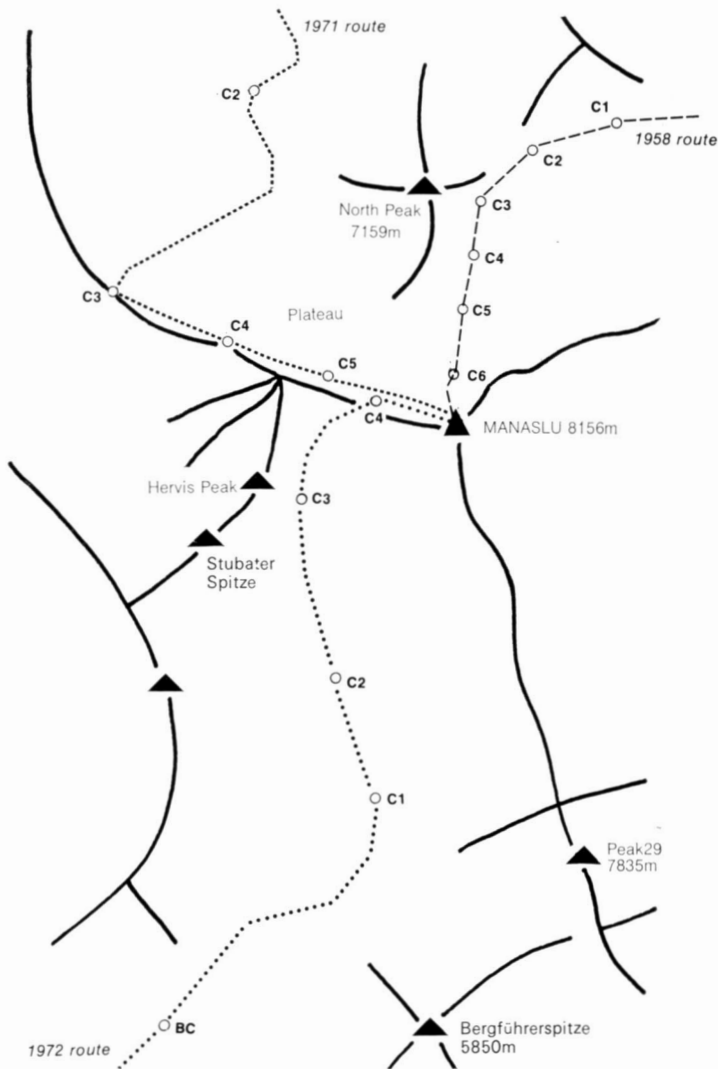 1971 route
C2
C1
1958 route
C2
C3
North Peak
7159m
C4
C3
Plateau
C5
C4
C5
C6
C4
MANASLU 8156m
Hervis Peak
C3
Stubater
Spitze
C2
C1
Peak29
7835m
BC
Bergführerspitze
5850m
1972 route